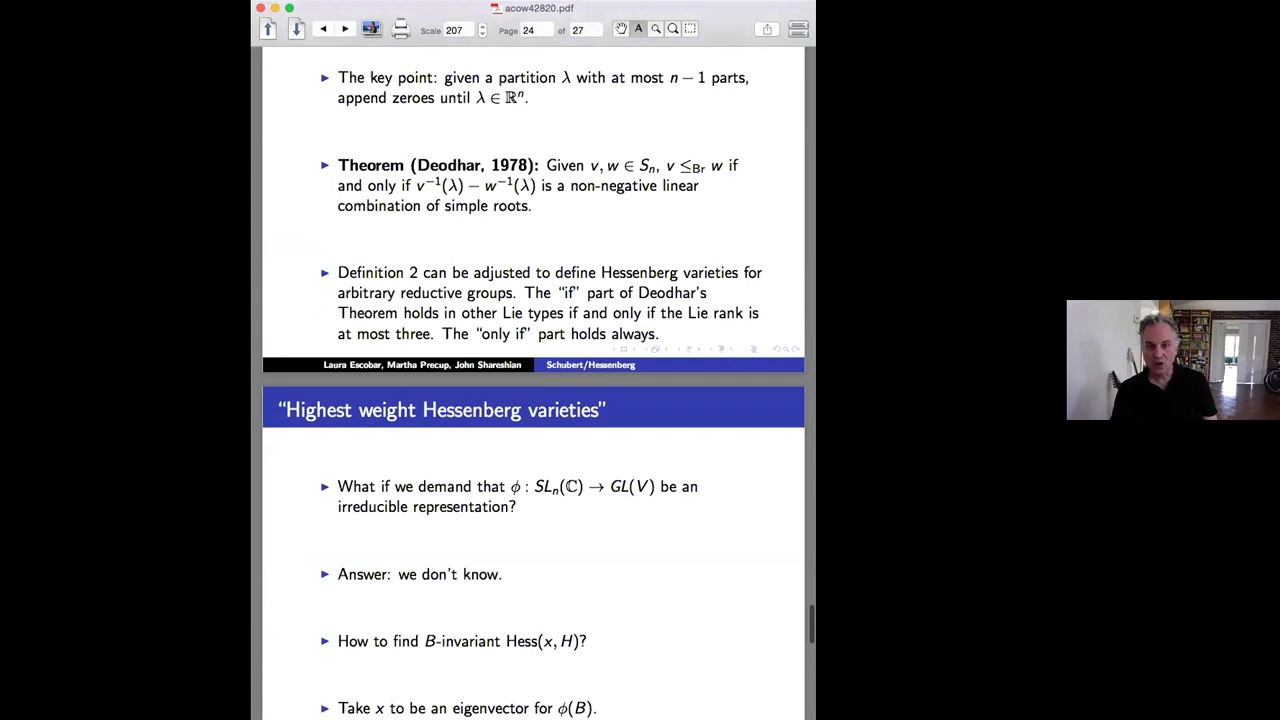 acow42820.pdf
Scale 207 Page 24 of 27
▶ The key point: given a partition λ with at most n − 1 parts,
append zeroes until λ ∈ ℝⁿ.
▶ Theorem (Deodhar, 1978): Given v, w ∈ Sₙ, v ≤_Br w if
and only if v⁻¹(λ) − w⁻¹(λ) is a non-negative linear
combination of simple roots.
▶ Definition 2 can be adjusted to define Hessenberg varieties for
arbitrary reductive groups. The “if” part of Deodhar's
Theorem holds in other Lie types if and only if the Lie rank is
at most three. The “only if” part holds always.
Laura Escobar, Martha Precup, John Shareshian Schubert/Hessenberg
“Highest weight Hessenberg varieties”
▶ What if we demand that ϕ : SLₙ(ℂ) → GL(V) be an
irreducible representation?
▶ Answer: we don't know.
▶ How to find B-invariant Hess(x, H)?
▶ Take x to be an eigenvector for ϕ(B).